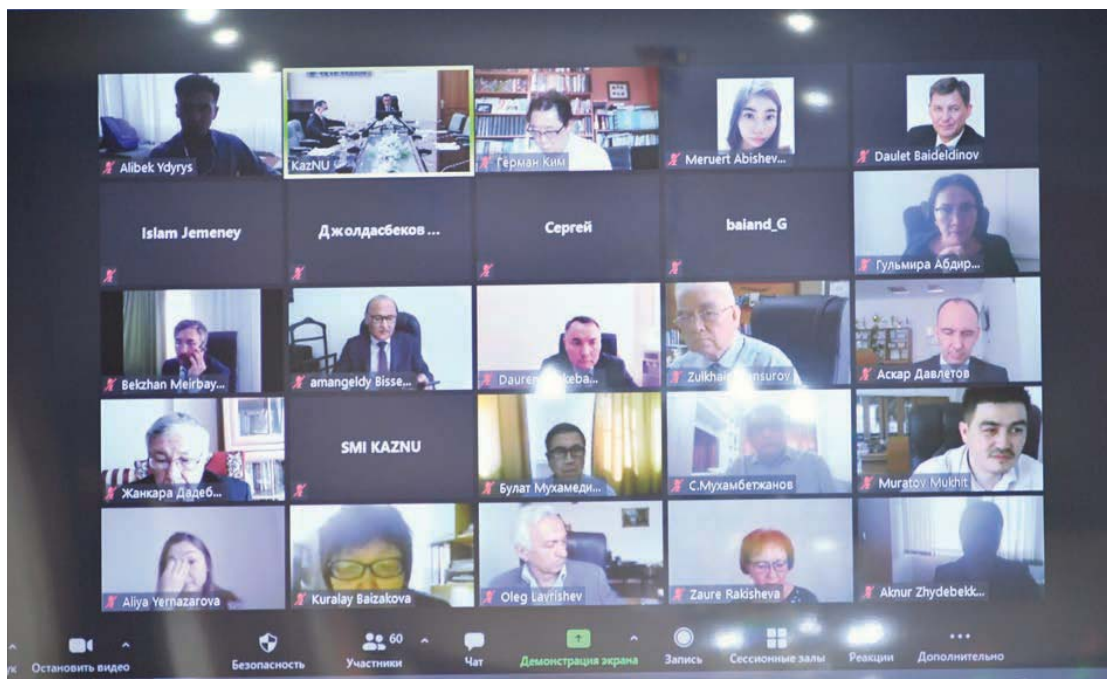 Alibek Ydyrys
KazNU
Герман Ким
Meruert Abishev...
Daulet Baideldinov
Islam Jemeney
Джолдасбеков ...
Сергей
baiand_G
Гульмира Абдир...
Bekzhan Meirbay...
amangeldy Bisse...
Zulkhair
Аскар Давлетов
Жанкара Дадеб...
SMI KAZNU
Булат Мухамеди...
С.Мухамбетжанов
Muratov Mukhit
Aliya Yernazarova
Kuralay Baizakova
Oleg Lavrishev
Zaure Rakisheva
Aknur Zhydebekk...
60
Остановить видео
Безопасность
Участники
Чат
Демонстрация экрана
Запись
Сессионные залы
Реакции
Дополнительно